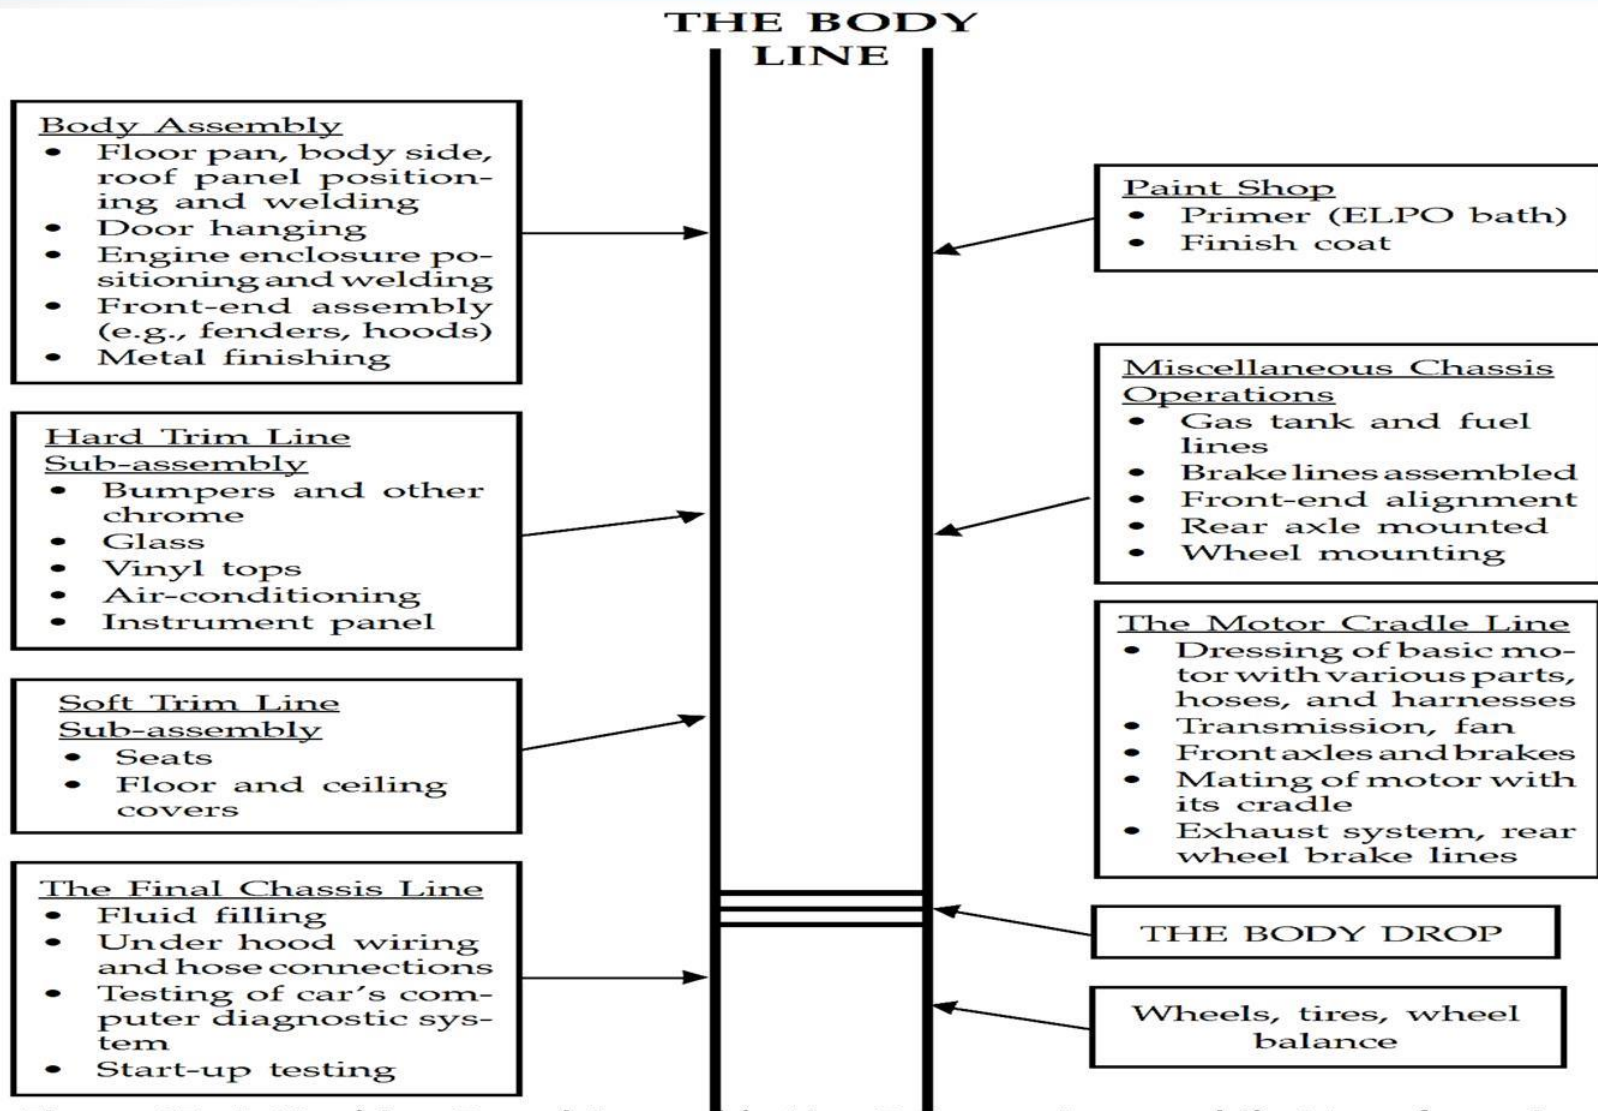 THE BODY
LINE
Body Assembly
• Floor pan, body side,
roof panel position-
ing and welding
• Door hanging
• Engine enclosure po-
sitioning and welding
• Front-end assembly
(e.g., fenders, hoods)
• Metal finishing
Hard Trim Line
Sub-assembly
• Bumpers and other
chrome
• Glass
• Vinyl tops
• Air-conditioning
• Instrument panel
Soft Trim Line
Sub-assembly
• Seats
• Floor and ceiling
covers
The Final Chassis Line
• Fluid filling
• Under hood wiring
and hose connections
• Testing of car's com-
puter diagnostic sys-
tem
• Start-up testing
Paint Shop
• Primer (ELPO bath)
• Finish coat
Miscellaneous Chassis
Operations
• Gas tank and fuel
lines
• Brake lines assembled
• Front-end alignment
• Rear axle mounted
• Wheel mounting
The Motor Cradle Line
• Dressing of basic mo-
tor with various parts,
hoses, and harnesses
• Transmission, fan
• Front axles and brakes
• Mating of motor with
its cradle
• Exhaust system, rear
wheel brake lines
THE BODY DROP
Wheels, tires, wheel
balance